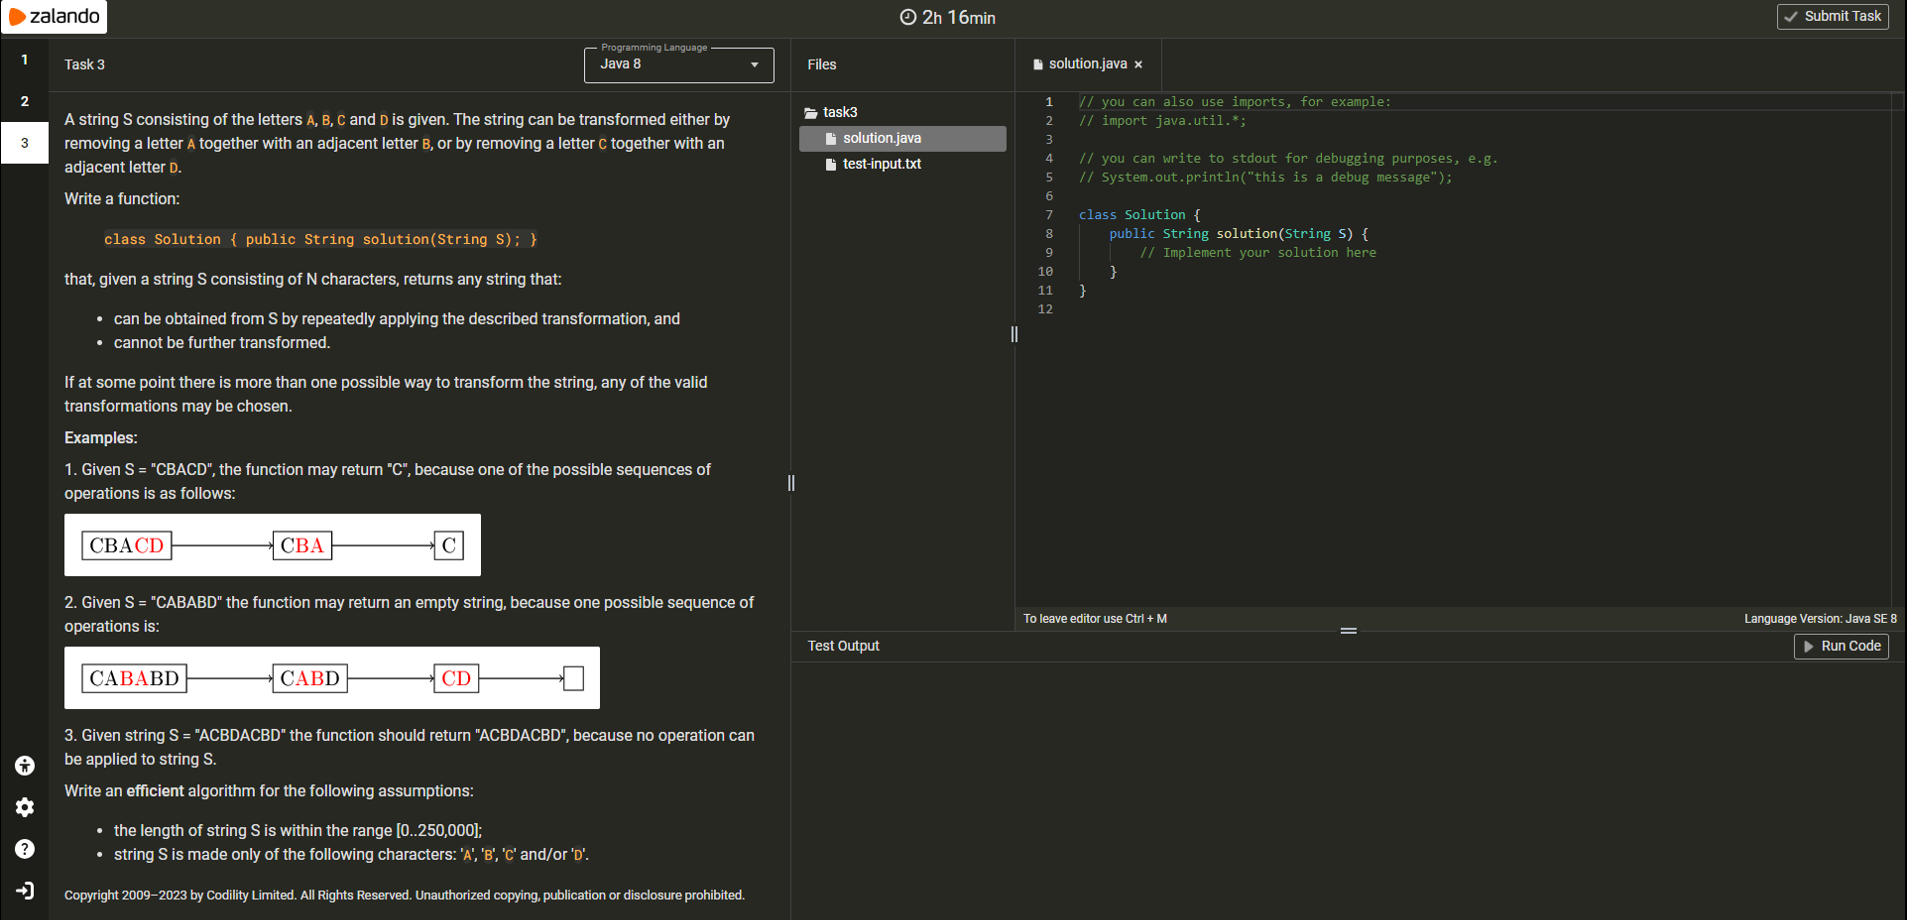 zalando
2h 16min
Submit Task
1
2
3
Task 3
Programming Language
Java 8
A string S consisting of the letters A, B, C and D is given. The string can be transformed either by
removing a letter A together with an adjacent letter B, or by removing a letter C together with an
adjacent letter D.
Write a function:
class Solution { public String solution(String S); }
that, given a string S consisting of N characters, returns any string that:
• can be obtained from S by repeatedly applying the described transformation, and
• cannot be further transformed.
If at some point there is more than one possible way to transform the string, any of the valid
transformations may be chosen.
Examples:
1. Given S = "CBACD", the function may return "C", because one of the possible sequences of
operations is as follows:
CBACD CBA C
2. Given S = "CABABD" the function may return an empty string, because one possible sequence of
operations is:
CABABD CABD CD
3. Given string S = "ACBDACBD" the function should return "ACBDACBD", because no operation can
be applied to string S.
Write an efficient algorithm for the following assumptions:
• the length of string S is within the range [0..250,000];
• string S is made only of the following characters: 'A', 'B', 'C' and/or 'D'.
Copyright 2009–2023 by Codility Limited. All Rights Reserved. Unauthorized copying, publication or disclosure prohibited.
Files
task3
solution.java
test-input.txt
solution.java ×
1 // you can also use imports, for example:
2 // import java.util.*;
3
4 // you can write to stdout for debugging purposes, e.g.
5 // System.out.println("this is a debug message");
6
7 class Solution {
8 public String solution(String S) {
9 // Implement your solution here
10 }
11 }
12
To leave editor use Ctrl + M
Language Version: Java SE 8
Test Output
Run Code